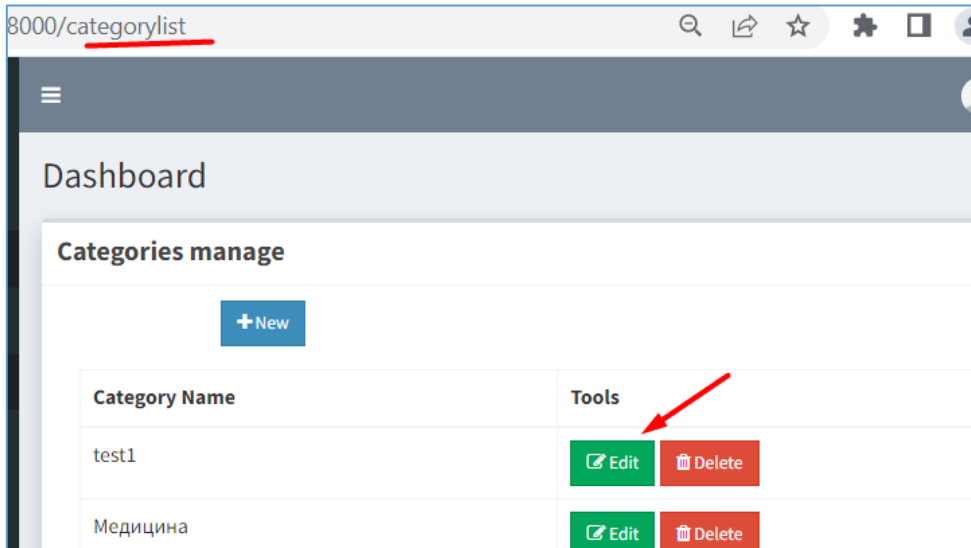 8000/categorylist
Dashboard
Categories manage
New
Category Name Tools
test1 Edit Delete
Медицина Edit Delete